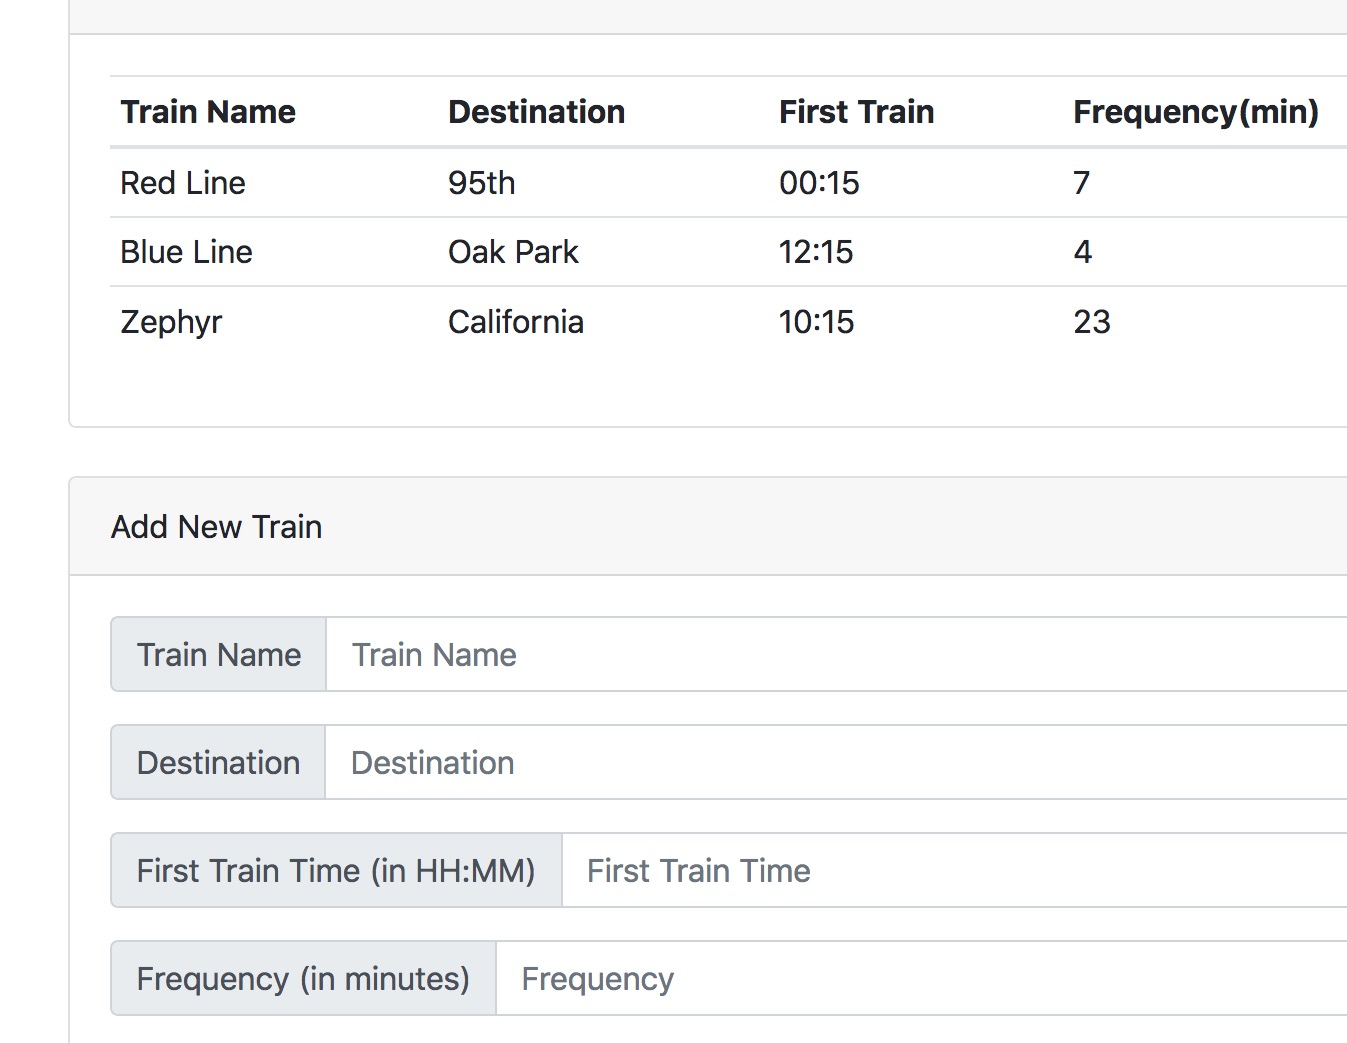 Train Name Destination First Train Frequency(min)
Red Line 95th 00:15 7
Blue Line Oak Park 12:15 4
Zephyr California 10:15 23
Add New Train
Train Name Train Name
Destination Destination
First Train Time (in HH:MM) First Train Time
Frequency (in minutes) Frequency